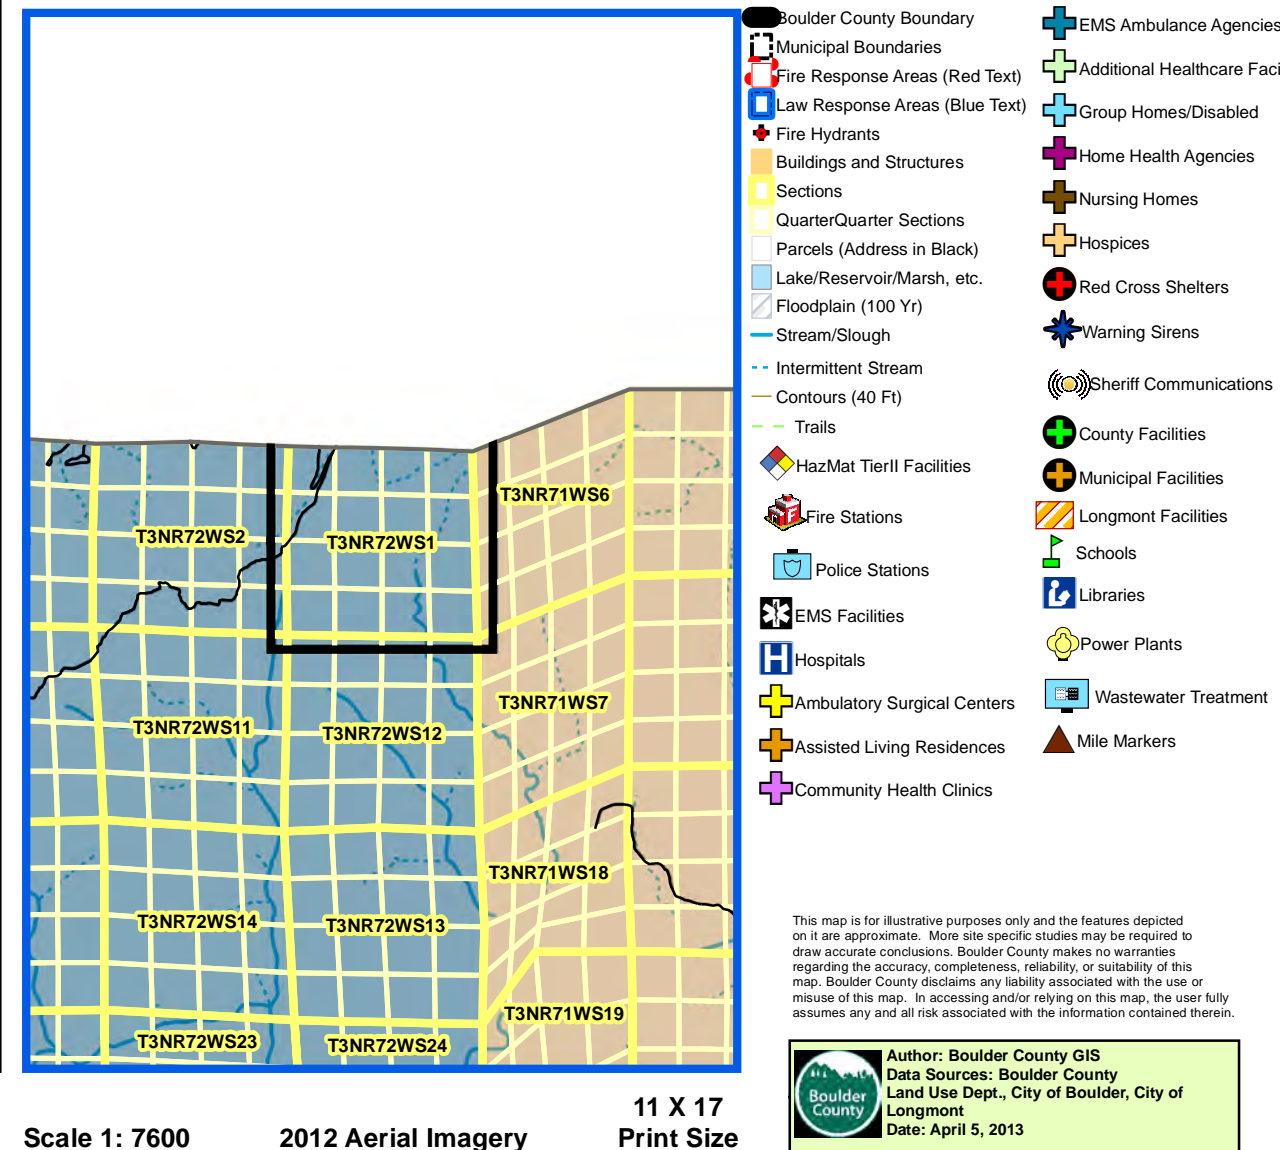 Boulder County Boundary
Municipal Boundaries
Fire Response Areas (Red Text)
Law Response Areas (Blue Text)
Fire Hydrants
Buildings and Structures
Sections
QuarterQuarter Sections
Parcels (Address in Black)
Lake/Reservoir/Marsh, etc.
Floodplain (100 Yr)
Stream/Slough
Intermittent Stream
Contours (40 Ft)
Trails
HazMat TierII Facilities
Fire Stations
Police Stations
EMS Facilities
Hospitals
Ambulatory Surgical Centers
Assisted Living Residences
Community Health Clinics
EMS Ambulance Agencies
Additional Healthcare Faci
Group Homes/Disabled
Home Health Agencies
Nursing Homes
Hospices
Red Cross Shelters
Warning Sirens
Sheriff Communications
County Facilities
Municipal Facilities
Longmont Facilities
Schools
Libraries
Power Plants
Wastewater Treatment
Mile Markers
T3NR71WS6
T3NR72WS2
T3NR72WS1
T3NR71WS7
T3NR72WS11
T3NR72WS12
T3NR71WS18
T3NR72WS14
T3NR72WS13
T3NR71WS19
T3NR72WS23
T3NR72WS24
This map is for illustrative purposes only and the features depicted
on it are approximate. More site specific studies may be required to
draw accurate conclusions. Boulder County makes no warranties
regarding the accuracy, completeness, reliability, or suitability of this
map. Boulder County disclaims any liability associated with the use or
misuse of this map. In accessing and/or relying on this map, the user fully
assumes any and all risk associated with the information contained therein.
Boulder
County
Author: Boulder County GIS
Data Sources: Boulder County
Land Use Dept., City of Boulder, City of
Longmont
Date: April 5, 2013
Scale 1: 7600
2012 Aerial Imagery
11 X 17
Print Size
F
H